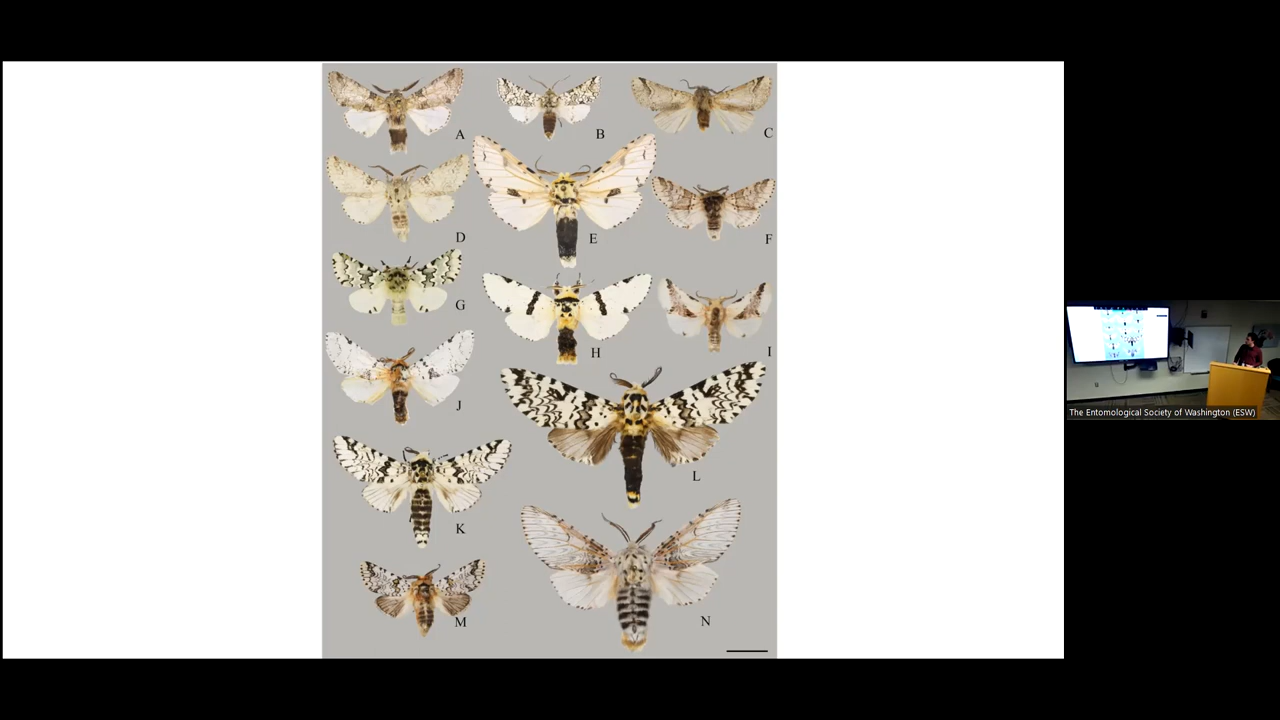 A
B
C
D
E
F
G
H
I
J
K
L
M
N
The Entomological Society of Washington (ESW)